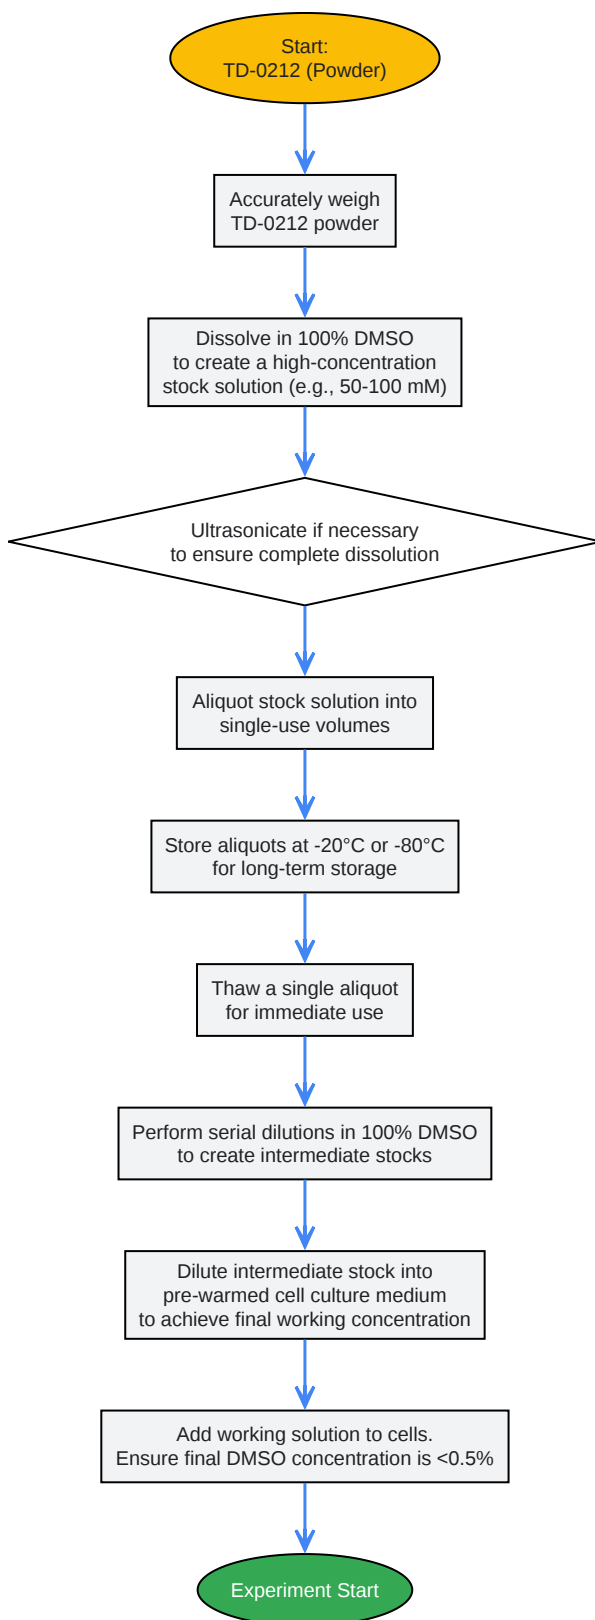 Start:
TD-0212 (Powder)
Accurately weigh
TD-0212 powder
Dissolve in 100% DMSO
to create a high-concentration
stock solution (e.g., 50-100 mM)
Ultrasonicate if necessary
to ensure complete dissolution
Aliquot stock solution into
single-use volumes
Store aliquots at -20°C or -80°C
for long-term storage
Thaw a single aliquot
for immediate use
Perform serial dilutions in 100% DMSO
to create intermediate stocks
Dilute intermediate stock into
pre-warmed cell culture medium
to achieve final working concentration
Add working solution to cells.
Ensure final DMSO concentration is <0.5%
Experiment Start